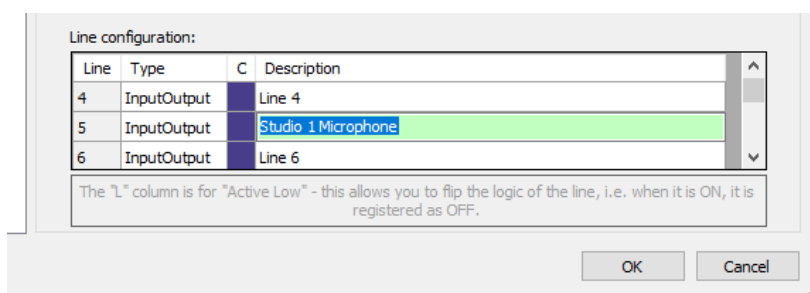 Line configuration:
Line Type C Description
4 InputOutput Line 4
5 InputOutput Studio 1 Microphone
6 InputOutput Line 6
The "L" column is for "Active Low" - this allows you to flip the logic of the line, i.e. when it is ON, it is
registered as OFF.
OK Cancel